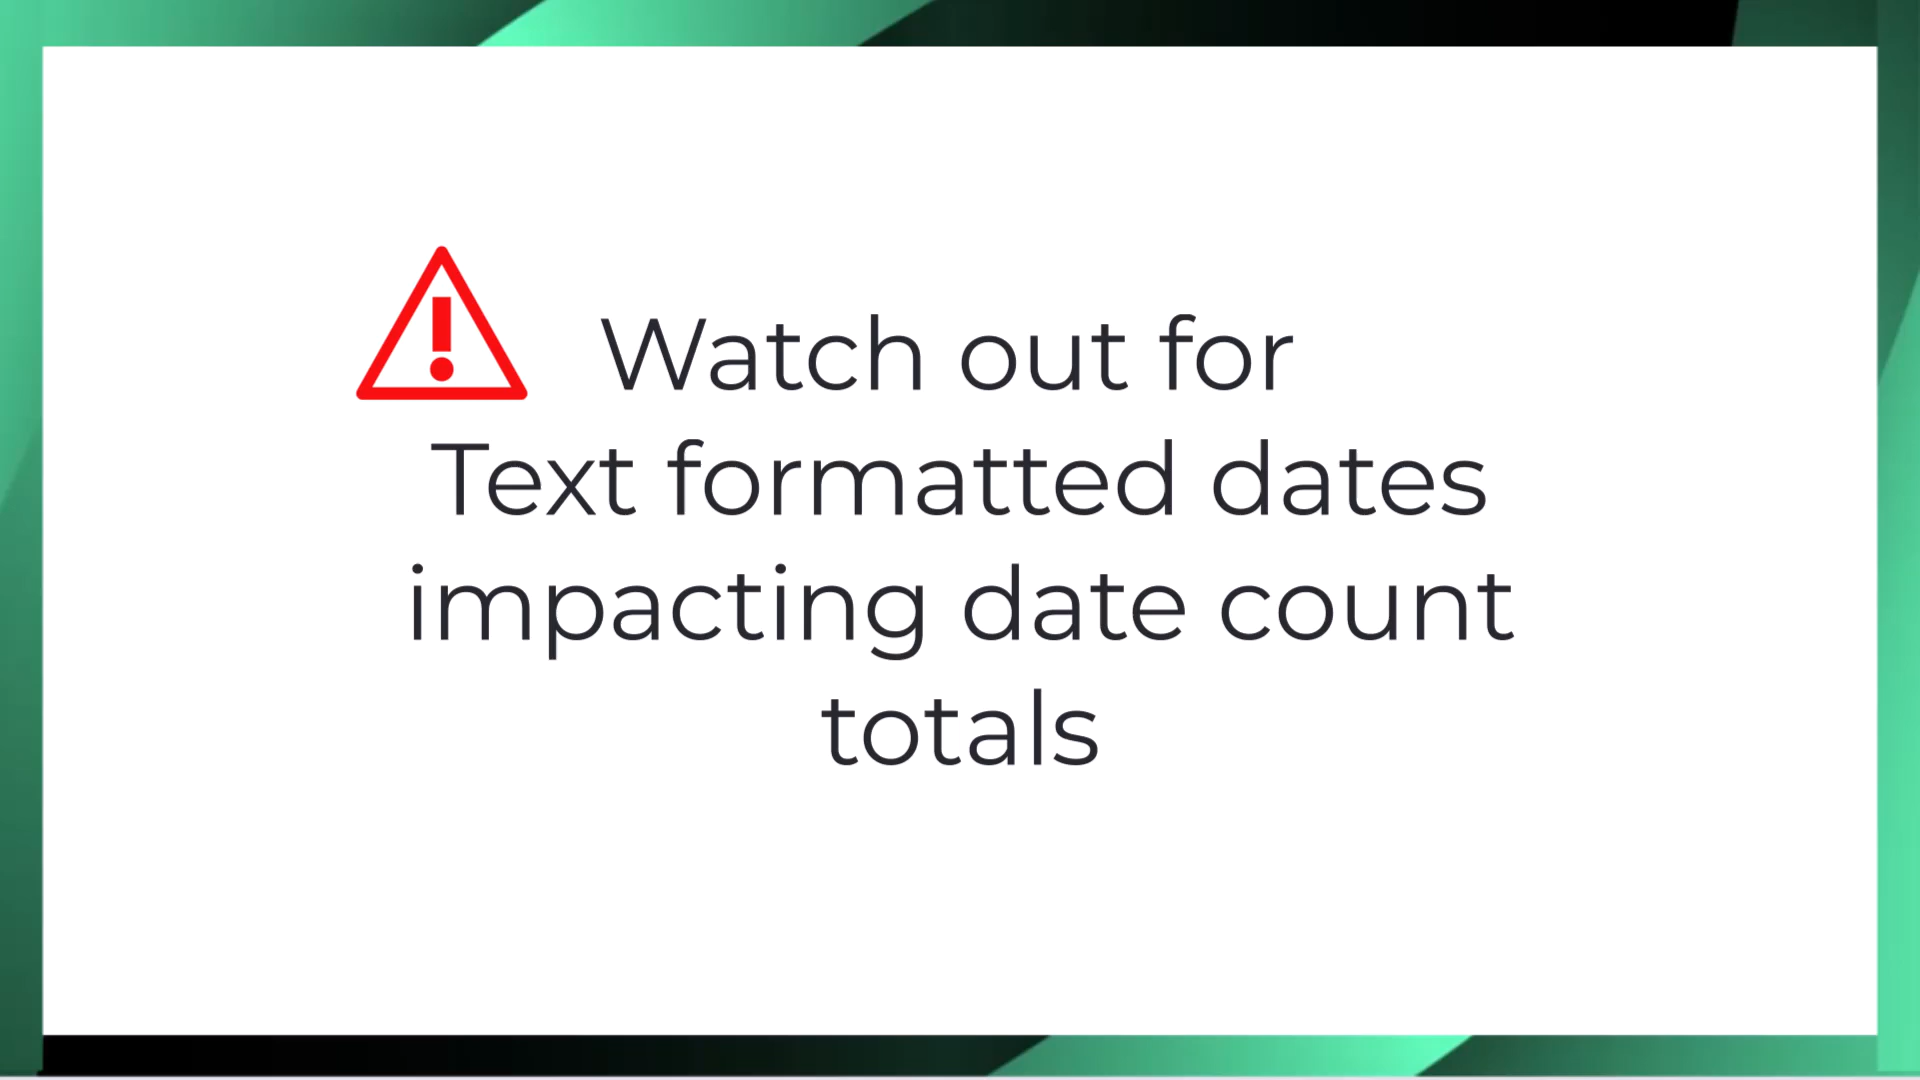 Watch out for
Text formatted dates
impacting date count
totals